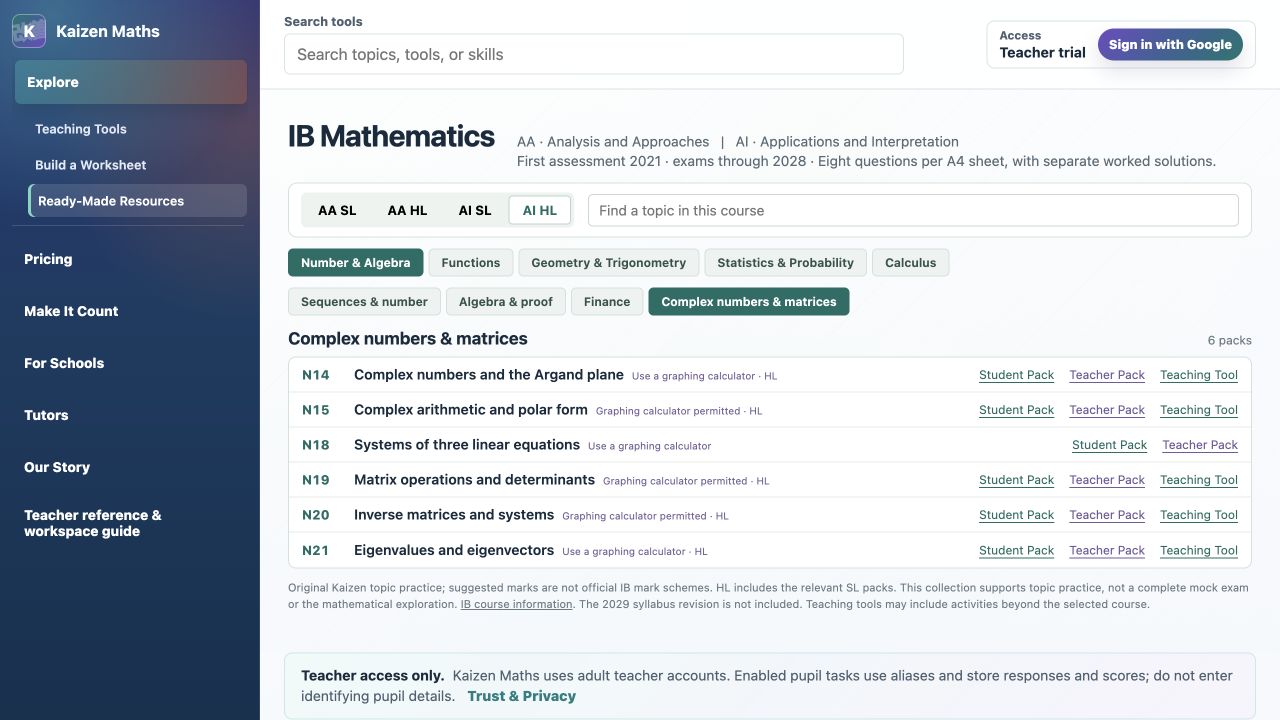 K Kaizen Maths
Explore
Teaching Tools
Build a Worksheet
Ready-Made Resources
Pricing
Make It Count
For Schools
Tutors
Our Story
Teacher reference &
workspace guide
Search tools
Search topics, tools, or skills
Access
Teacher trial
Sign in with Google
IB Mathematics
AA · Analysis and Approaches | AI · Applications and Interpretation
First assessment 2021 · exams through 2028 · Eight questions per A4 sheet, with separate worked solutions.
AA SL AA HL AI SL AI HL Find a topic in this course
Number & Algebra Functions Geometry & Trigonometry Statistics & Probability Calculus
Sequences & number Algebra & proof Finance Complex numbers & matrices
Complex numbers & matrices 6 packs
N14 Complex numbers and the Argand plane Use a graphing calculator · HL Student Pack Teacher Pack Teaching Tool
N15 Complex arithmetic and polar form Graphing calculator permitted · HL Student Pack Teacher Pack Teaching Tool
N18 Systems of three linear equations Use a graphing calculator Student Pack Teacher Pack
N19 Matrix operations and determinants Graphing calculator permitted · HL Student Pack Teacher Pack Teaching Tool
N20 Inverse matrices and systems Graphing calculator permitted · HL Student Pack Teacher Pack Teaching Tool
N21 Eigenvalues and eigenvectors Use a graphing calculator · HL Student Pack Teacher Pack Teaching Tool
Original Kaizen topic practice; suggested marks are not official IB mark schemes. HL includes the relevant SL packs. This collection supports topic practice, not a complete mock exam
or the mathematical exploration. IB course information. The 2029 syllabus revision is not included. Teaching tools may include activities beyond the selected course.
Teacher access only. Kaizen Maths uses adult teacher accounts. Enabled pupil tasks use aliases and store responses and scores; do not enter
identifying pupil details. Trust & Privacy